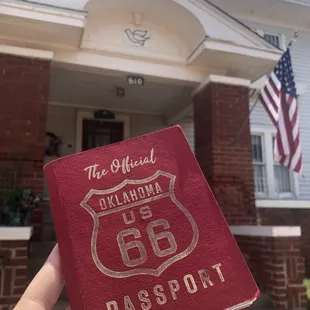 The Official
OKLAHOMA
US
66
PASSPORT